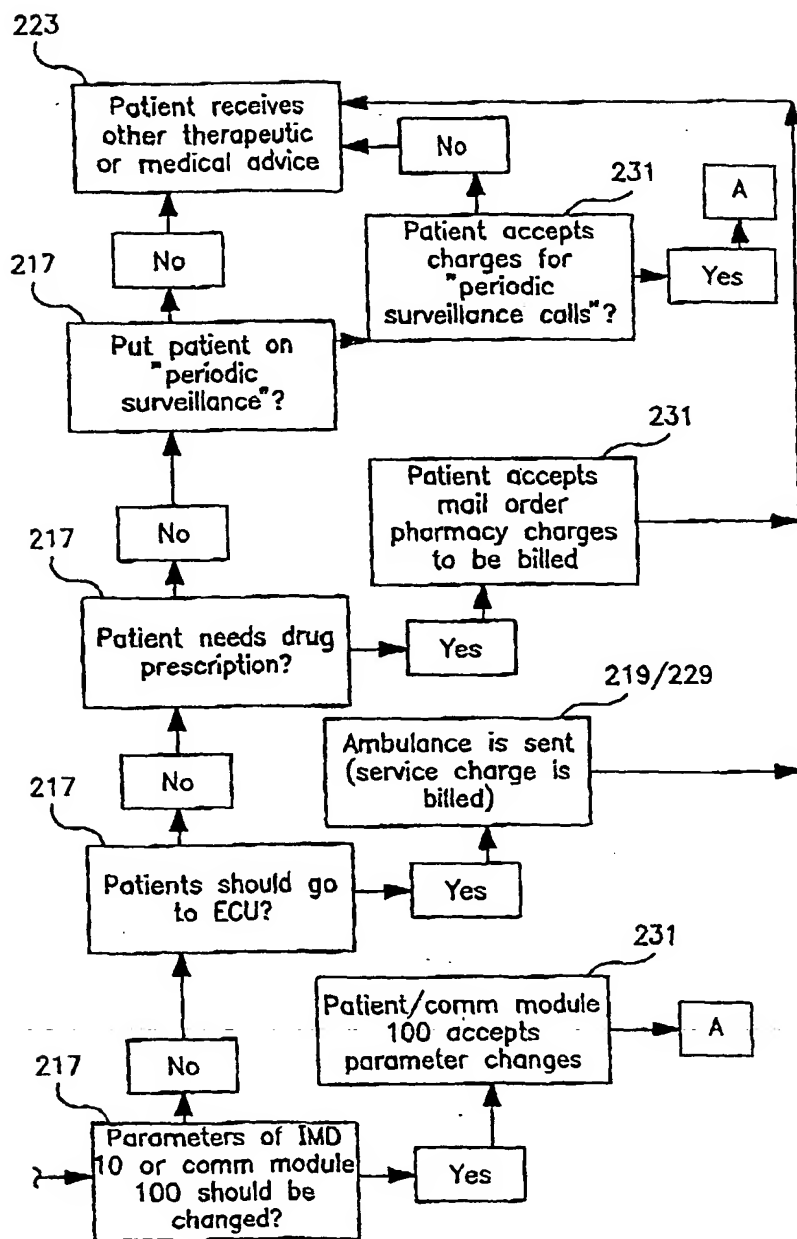 223
Patient receives
other therapeutic
or medical advice
No
231
A
No
Patient accepts
charges for
"periodic
surveillance calls"?
Yes
217
Put patient on
"periodic
surveillance"?
231
Patient accepts
mail order
pharmacy charges
to be billed
No
217
Patient needs drug
prescription?
Yes
219/229
Ambulance is sent
(service charge is
billed)
No
217
Patients should go
to ECU?
Yes
231
Patient/comm module
100 accepts
parameter changes
A
No
217
Parameters of IMD
10 or comm module
100 should be
changed?
Yes